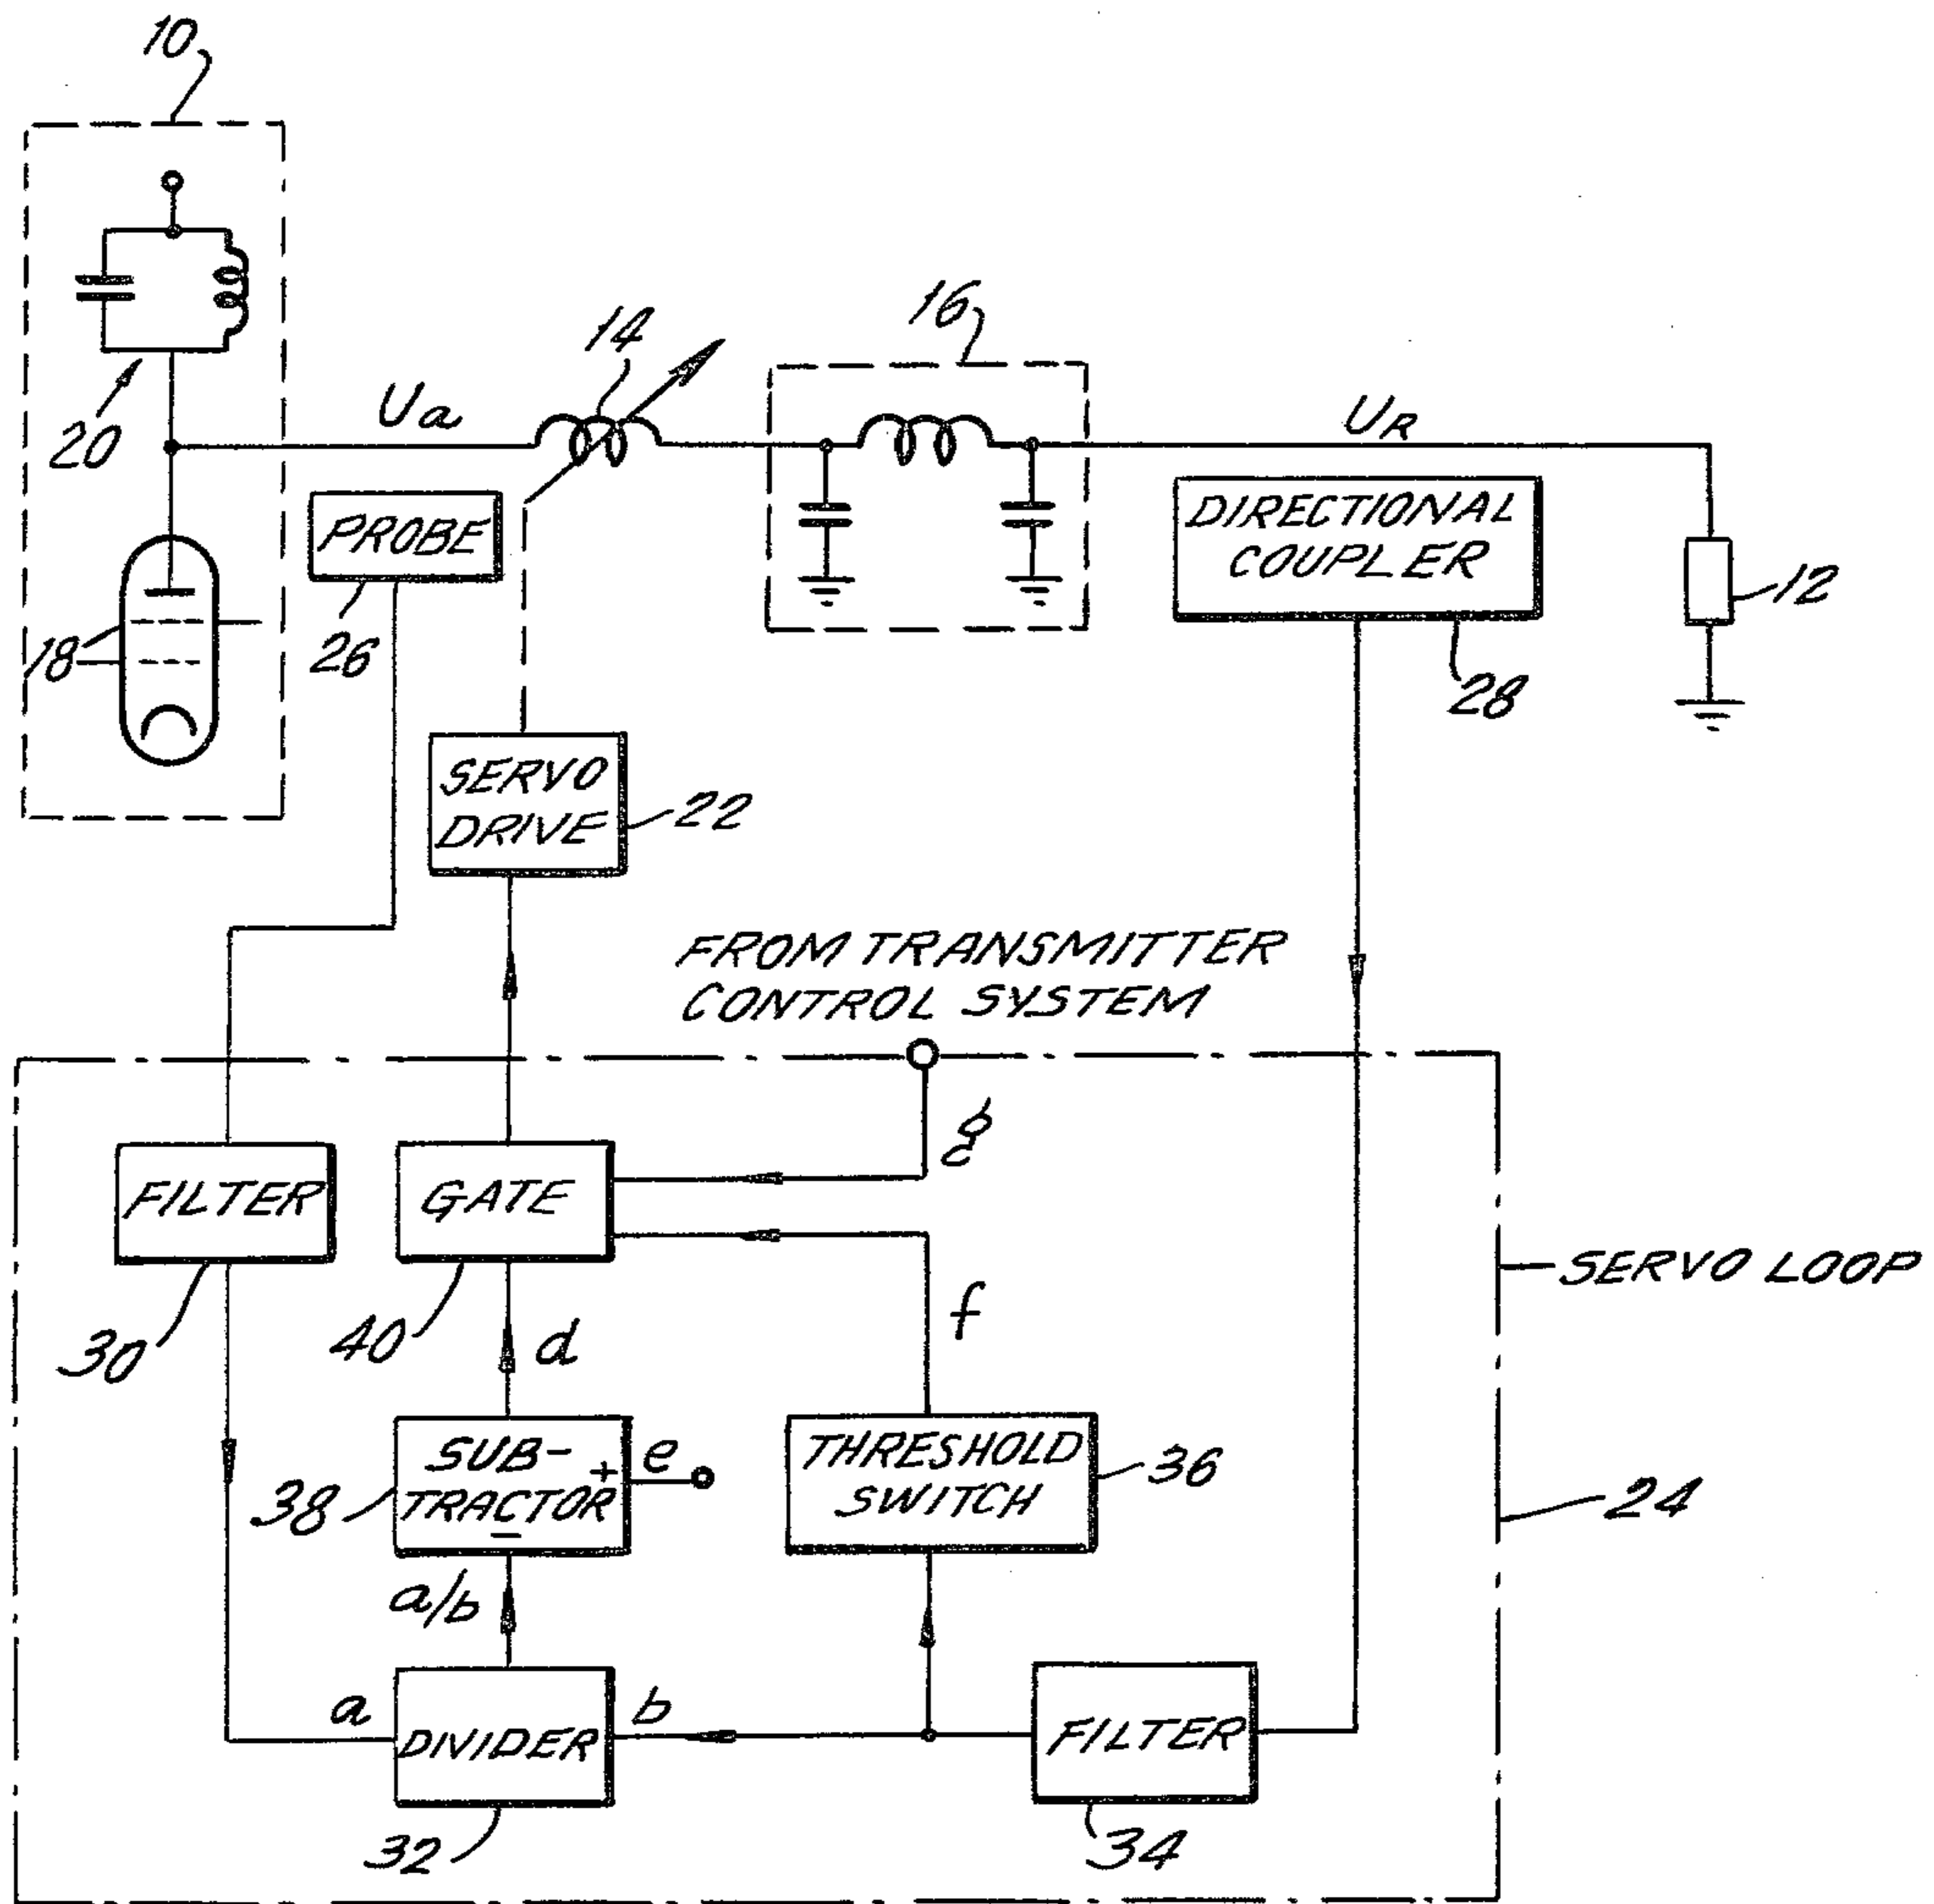 10
20
18
Ua
14
16
UR
PROBE
26
DIRECTIONAL
COUPLER
28
12
SERVO
DRIVE
22
FROM TRANSMITTER
CONTROL SYSTEM
FILTER
30
GATE
40
g
f
SERVO LOOP
d
SUB-
+
TRACTOR
-
e
38
THRESHOLD
SWITCH
36
24
a/b
a
DIVIDER
32
b
FILTER
34